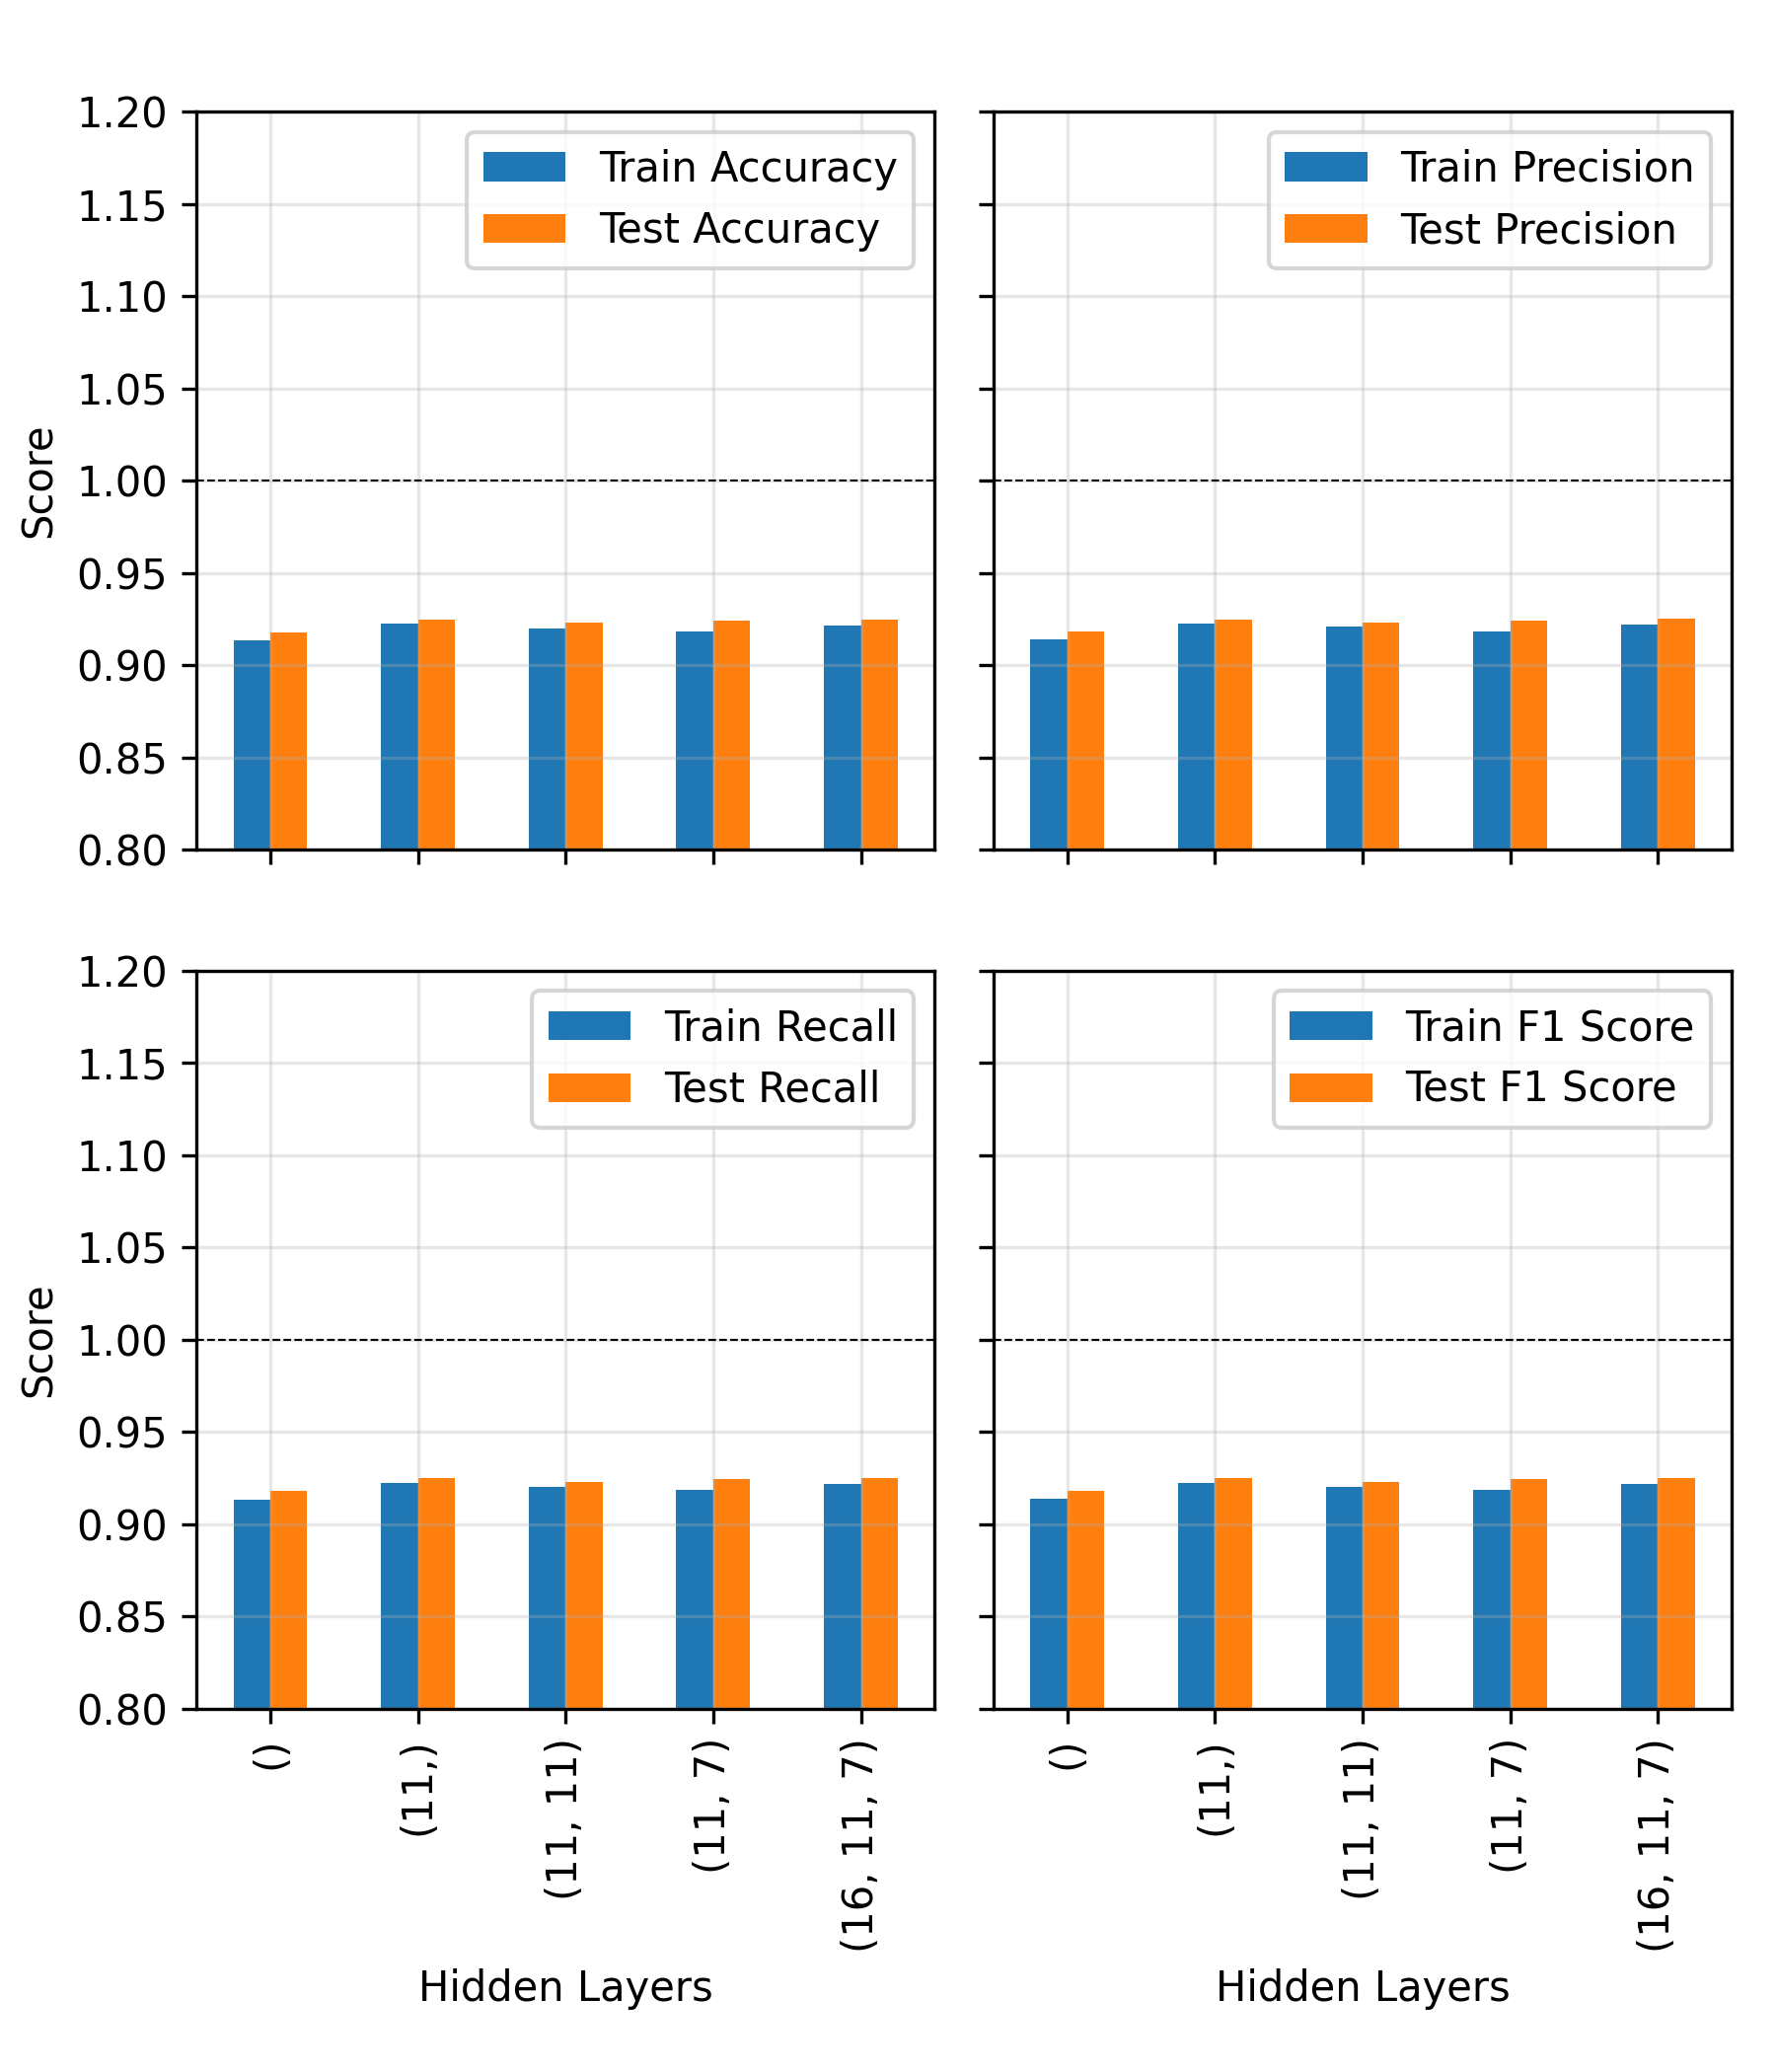 Train Accuracy
Test Accuracy
Train Precision
Test Precision
1.20
1.15
1.10
1.05
1.00
0.95
0.90
0.85
0.80
Score
Train Recall
Test Recall
Train F1 Score
Test F1 Score
1.20
1.15
1.10
1.05
1.00
0.95
0.90
0.85
0.80
Score
()
(11,)
(11, 11)
(11, 7)
(16, 11, 7)
Hidden Layers
()
(11,)
(11, 11)
(11, 7)
(16, 11, 7)
Hidden Layers